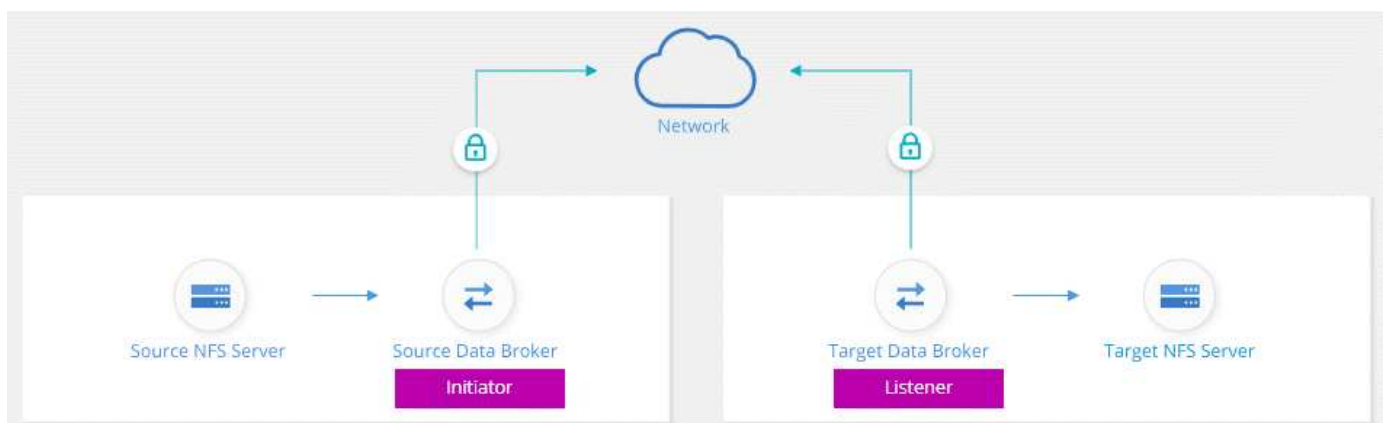 Network
Source NFS Server
Source Data Broker
Target Data Broker
Target NFS Server
Initiator
Listener